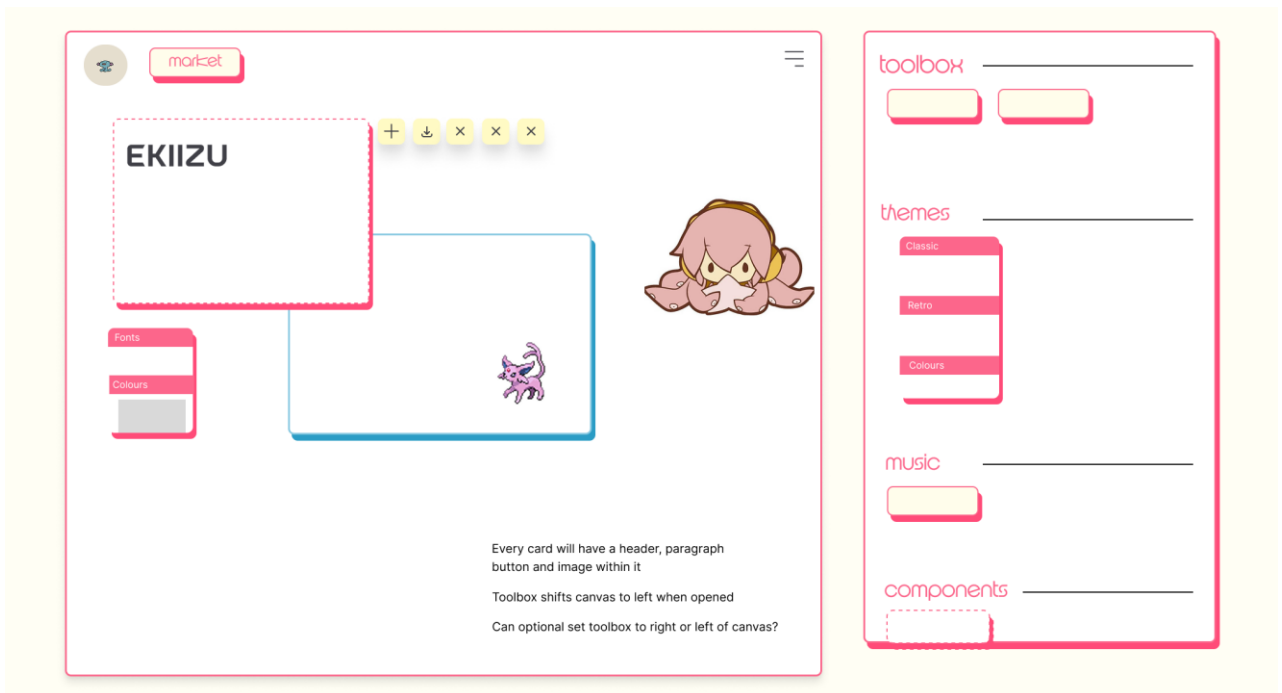 market
EKIIZU
Fonts
Colours
Every card will have a header, paragraph
button and image within it
Toolbox shifts canvas to left when opened
Can optional set toolbox to right or left of canvas?
toolbox
themes
Classic
Retro
Colours
music
components